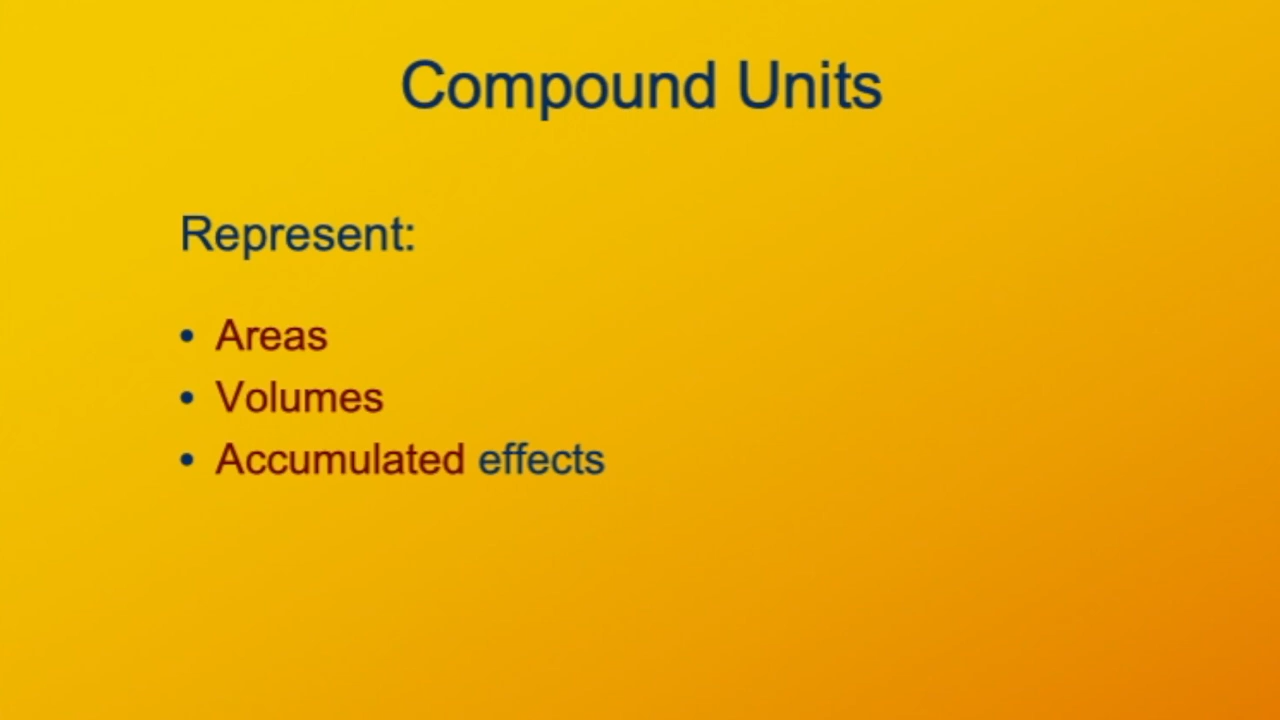 Compound Units
Represent:
• Areas
• Volumes
• Accumulated effects